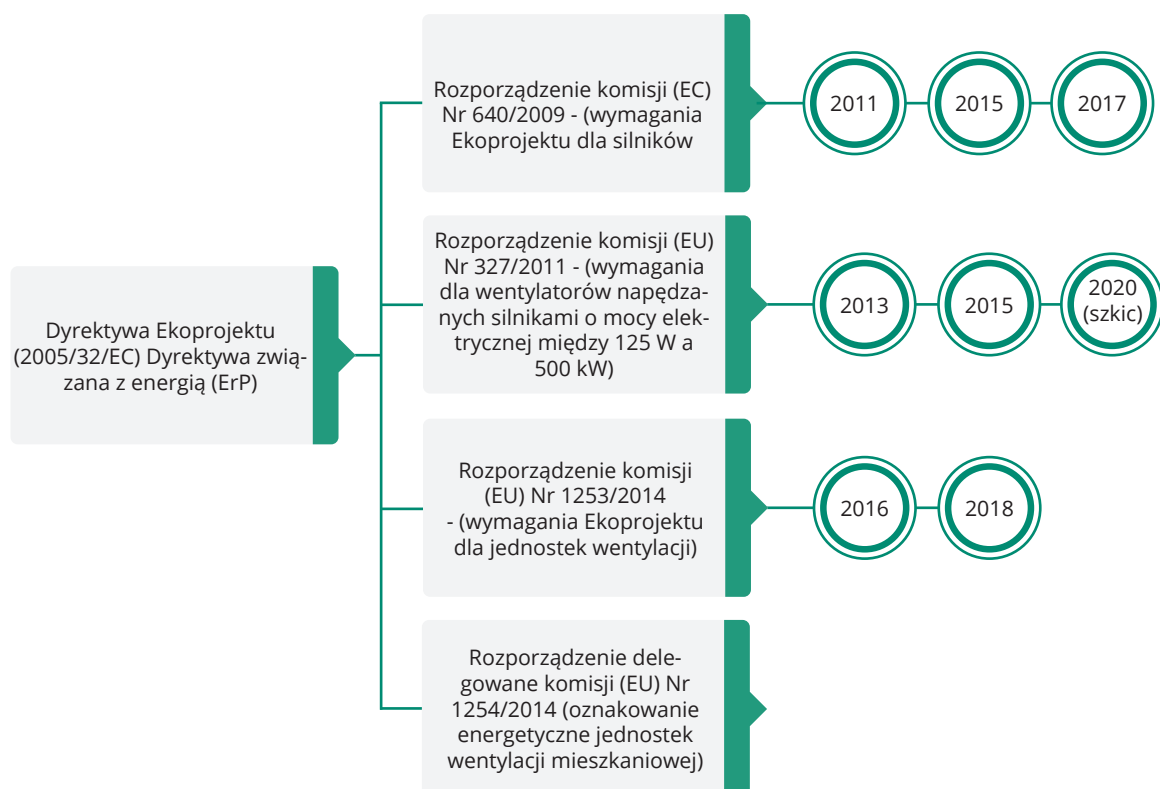 Dyrektywa Ekoprojektu
(2005/32/EC) Dyrektywa zwią-
zana z energią (ErP)
Rozporządzenie komisji (EC)
Nr 640/2009 - (wymagania
Ekoprojektu dla silników
2011
2015
2017
Rozporządzenie komisji (EU)
Nr 327/2011 - (wymagania
dla wentylatorów napędza-
nych silnikami o mocy elek-
trycznej między 125 W a
500 kW)
2013
2015
2020
(szkic)
Rozporządzenie komisji
(EU) Nr 1253/2014
- (wymagania Ekoprojektu
dla jednostek wentylacji)
2016
2018
Rozporządzenie dele-
gowane komisji (EU) Nr
1254/2014 (oznakowanie
energetyczne jednostek
wentylacji mieszkaniowej)